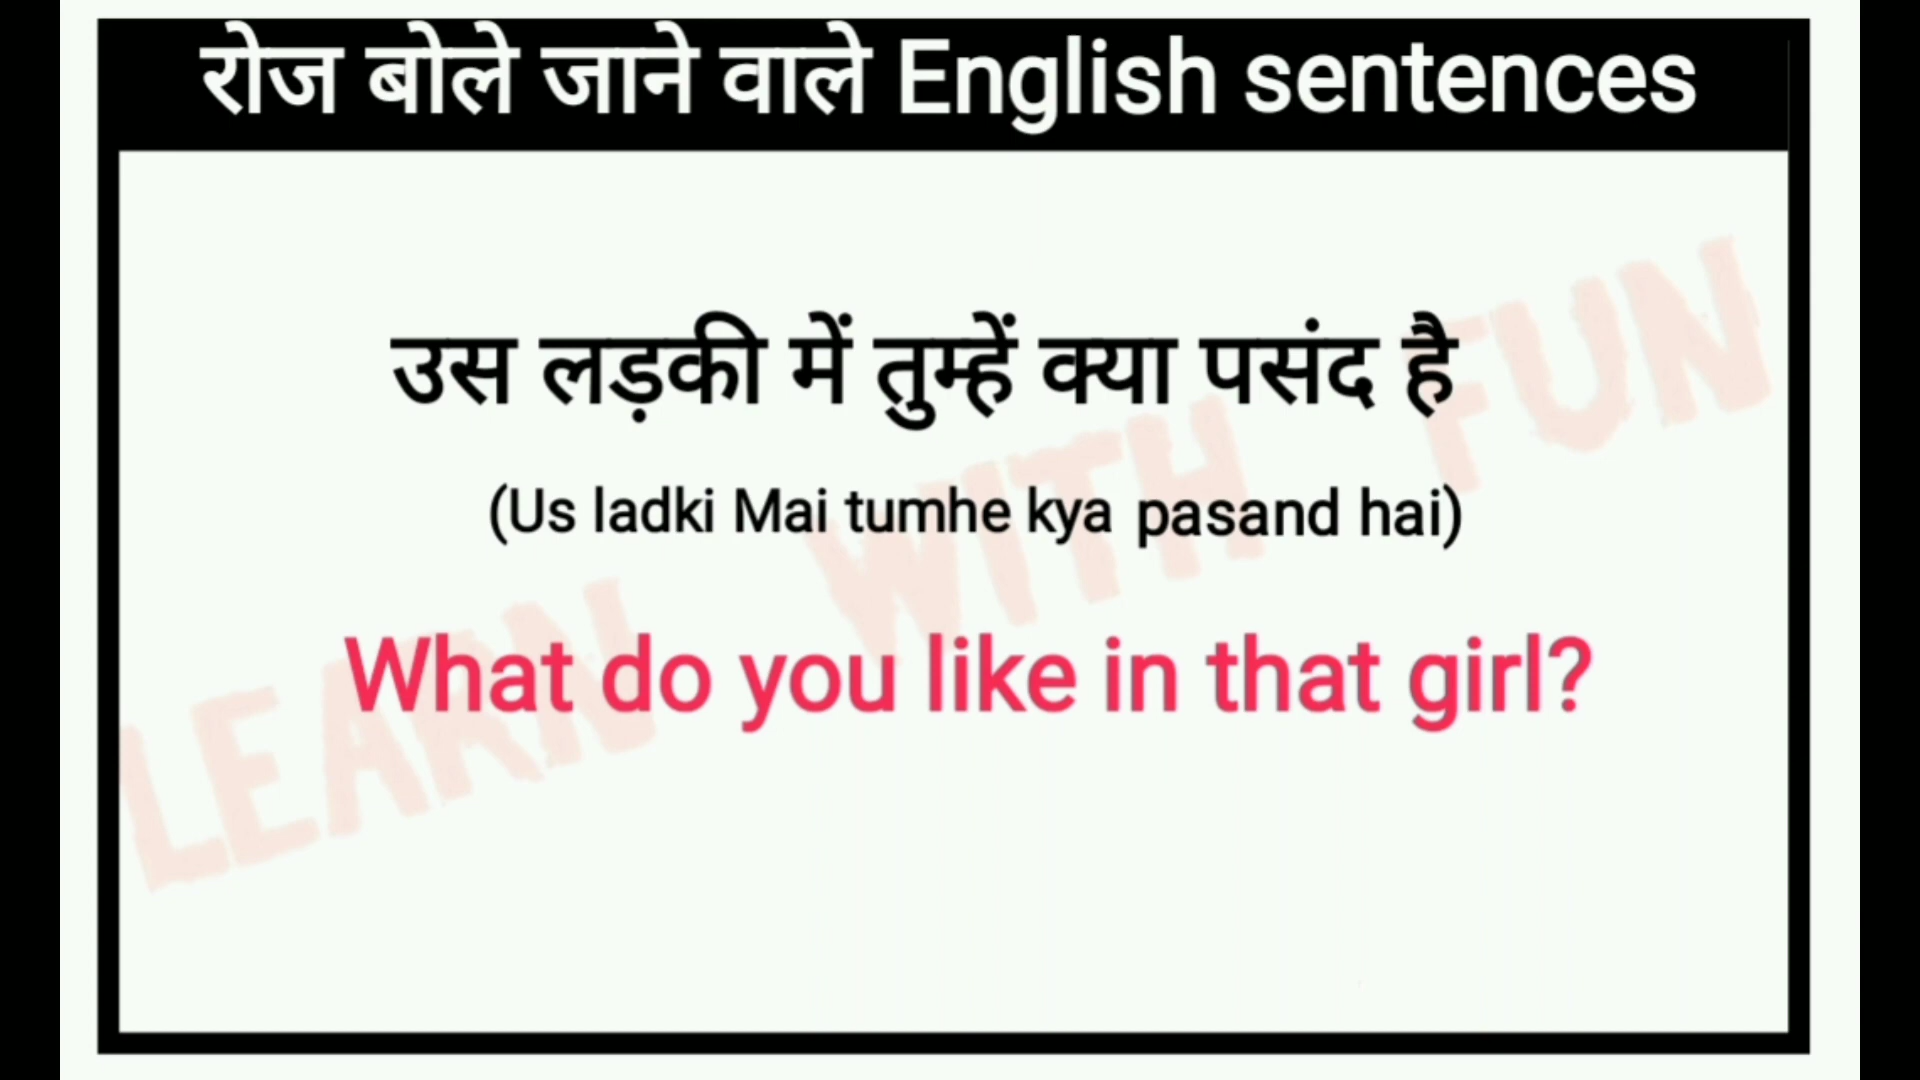 रोज बोले जाने वाले English sentences
उस लड़की में तुम्हें क्या पसंद है
(Us ladki Mai tumhe kya pasand hai)
What do you like in that girl?
LEARN WITH FUN